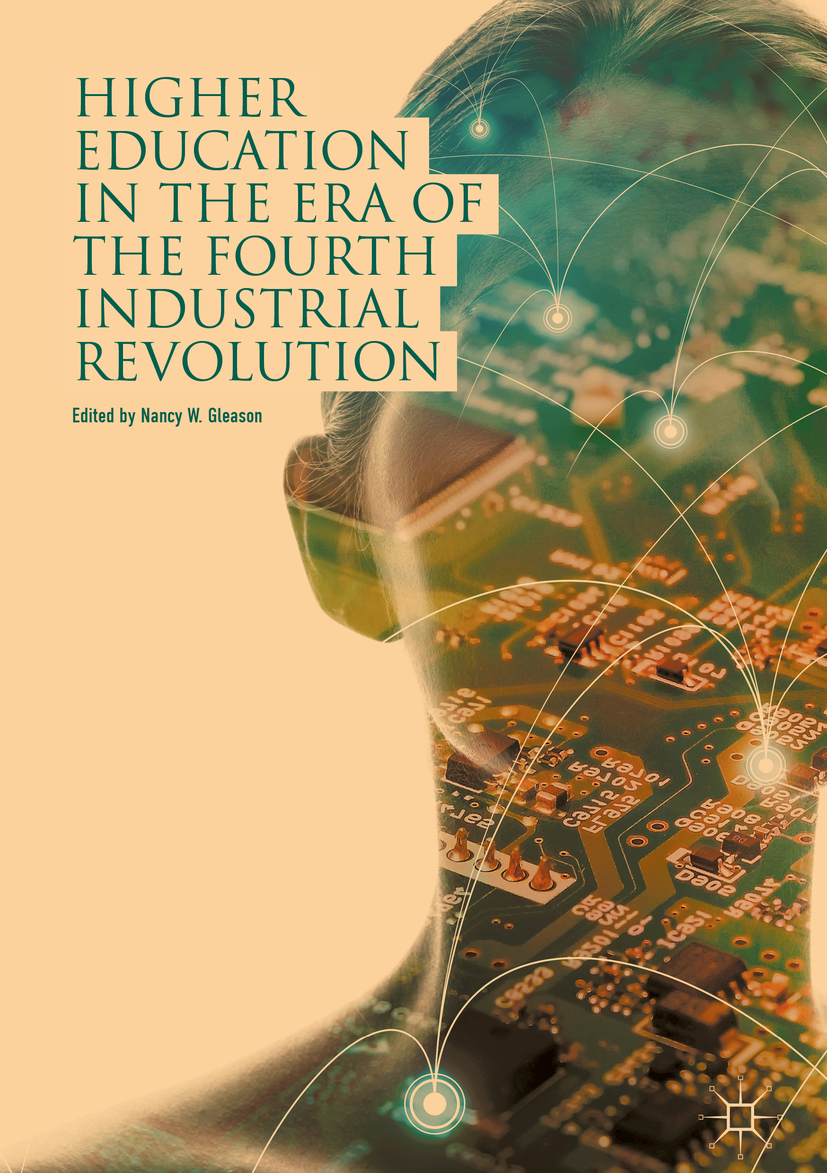 HIGHER
EDUCATION
IN THE ERA OF
THE FOURTH
INDUSTRIAL
REVOLUTION
Edited by Nancy W. Gleason